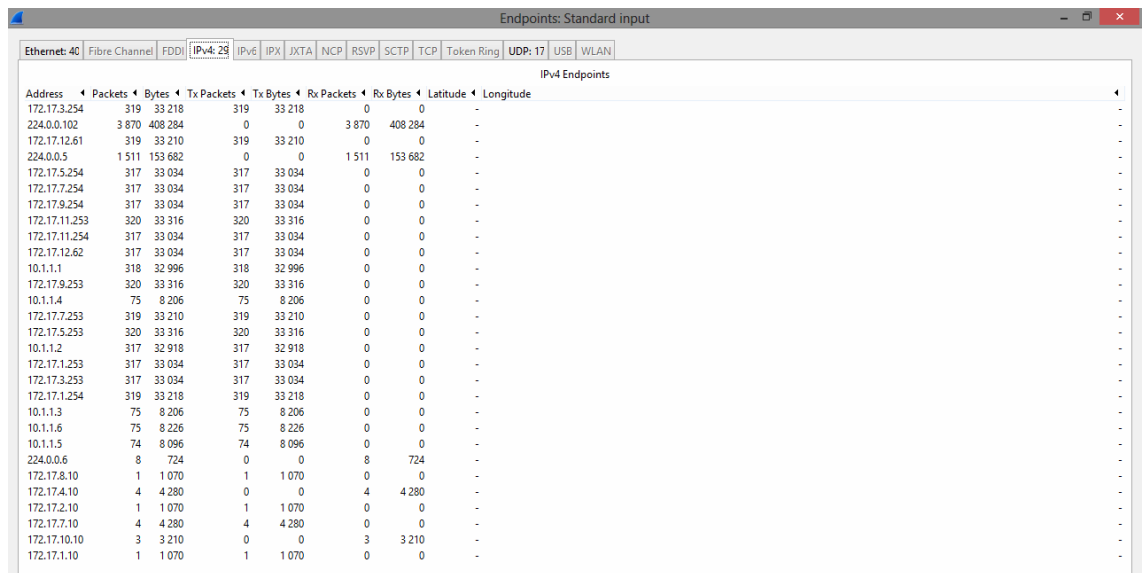 Endpoints: Standard input
Ethernet: 40 Fibre Channel FDDI IPv4: 29 IPv6 IPX JXTA NCP RSVP SCTP TCP Token Ring UDP: 17 USB WLAN
IPv4 Endpoints
Address Packets Bytes Tx Packets Tx Bytes Rx Packets Rx Bytes Latitude Longitude
172.17.3.254 319 33 218 319 33 218 0 0 - -
224.0.0.102 3 870 408 284 0 0 3 870 408 284 - -
172.17.12.61 319 33 210 319 33 210 0 0 - -
224.0.0.5 1 511 153 682 0 0 1 511 153 682 - -
172.17.5.254 317 33 034 317 33 034 0 0 - -
172.17.7.254 317 33 034 317 33 034 0 0 - -
172.17.9.254 317 33 034 317 33 034 0 0 - -
172.17.11.253 320 33 316 320 33 316 0 0 - -
172.17.11.254 317 33 034 317 33 034 0 0 - -
172.17.12.62 317 33 034 317 33 034 0 0 - -
10.1.1.1 318 32 996 318 32 996 0 0 - -
172.17.9.253 320 33 316 320 33 316 0 0 - -
10.1.1.4 75 8 206 75 8 206 0 0 - -
172.17.7.253 319 33 210 319 33 210 0 0 - -
172.17.5.253 320 33 316 320 33 316 0 0 - -
10.1.1.2 317 32 918 317 32 918 0 0 - -
172.17.1.253 317 33 034 317 33 034 0 0 - -
172.17.3.253 317 33 034 317 33 034 0 0 - -
172.17.1.254 319 33 218 319 33 218 0 0 - -
10.1.1.3 75 8 206 75 8 206 0 0 - -
10.1.1.6 75 8 226 75 8 226 0 0 - -
10.1.1.5 74 8 096 74 8 096 0 0 - -
224.0.0.6 8 724 0 0 8 724 - -
172.17.8.10 1 1 070 1 1 070 0 0 - -
172.17.4.10 4 4 280 0 0 4 4 280 - -
172.17.2.10 1 1 070 1 1 070 0 0 - -
172.17.7.10 4 4 280 4 4 280 0 0 - -
172.17.10.10 3 3 210 0 0 3 3 210 - -
172.17.1.10 1 1 070 1 1 070 0 0 - -